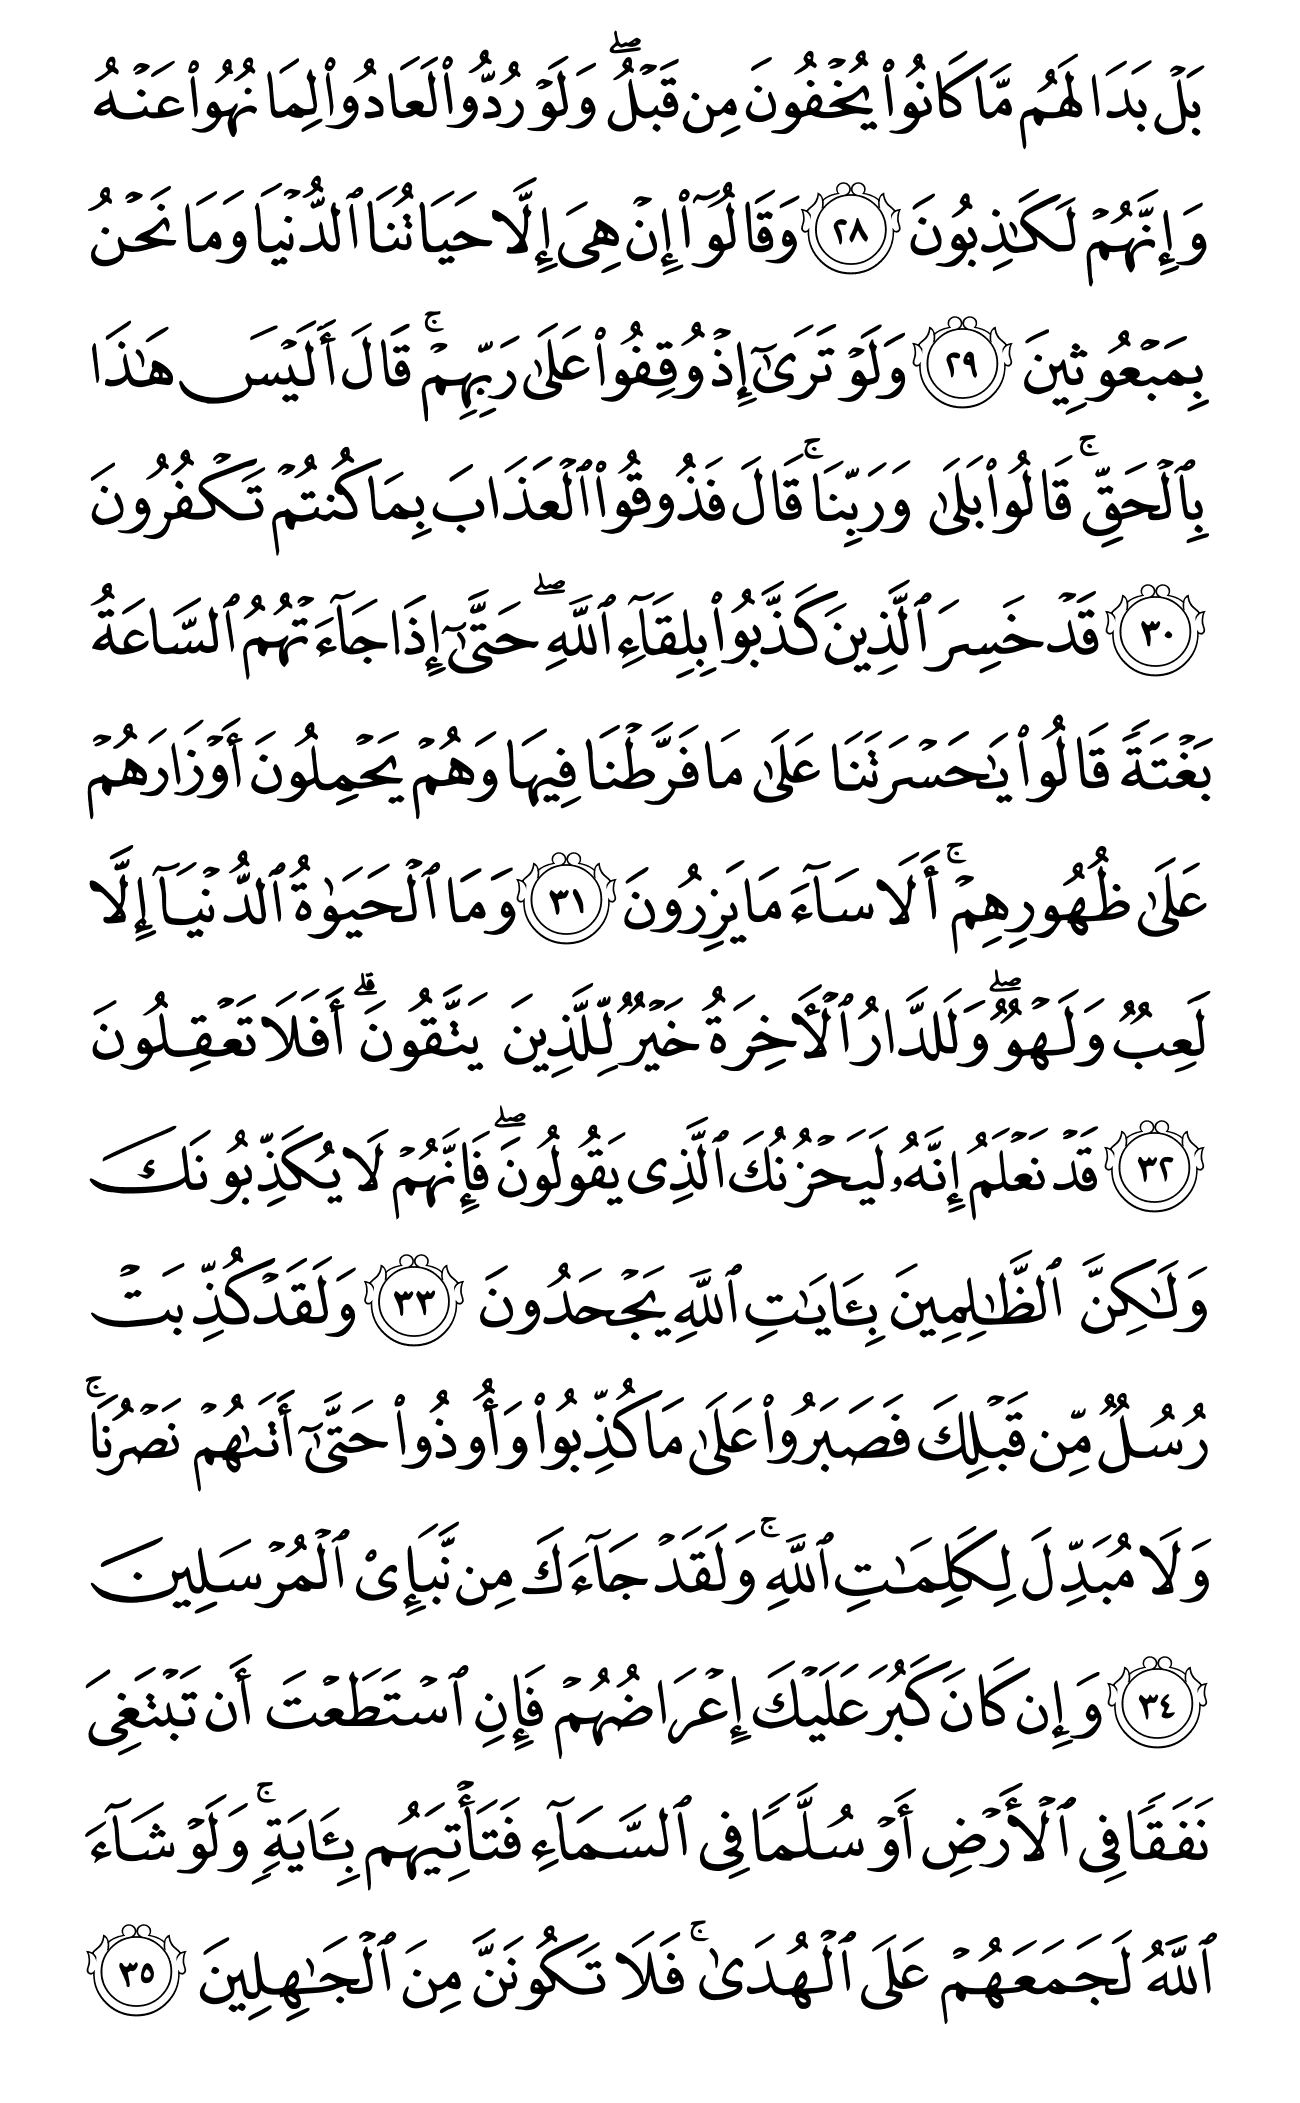 بَلۡ بَدَا لَهُم مَّا كَانُواْ يُخۡفُونَ مِن قَبۡلُۖ وَلَوۡ رُدُّواْ لَعَادُواْ لِمَا نُهُواْ عَنۡهُ
وَإِنَّهُمۡ لَكَٰذِبُونَ ٢٨ وَقَالُوٓاْ إِنۡ هِىَ إِلَّا حَيَاتُنَا ٱلدُّنۡيَا وَمَا نَحۡنُ
بِمَبۡعُوثِينَ ٢٩ وَلَوۡ تَرَىٰٓ إِذۡ وُقِفُواْ عَلَىٰ رَبِّهِمۡۚ قَالَ أَلَيۡسَ هَٰذَا
بِٱلۡحَقِّۚ قَالُواْ بَلَىٰ وَرَبِّنَاۚ قَالَ فَذُوقُواْ ٱلۡعَذَابَ بِمَا كُنتُمۡ تَكۡفُرُونَ
٣٠ قَدۡ خَسِرَ ٱلَّذِينَ كَذَّبُواْ بِلِقَآءِ ٱللَّهِۖ حَتَّىٰٓ إِذَا جَآءَتۡهُمُ ٱلسَّاعَةُ
بَغۡتَةً قَالُواْ يَٰحَسۡرَتَنَا عَلَىٰ مَا فَرَّطۡنَا فِيهَا وَهُمۡ يَحۡمِلُونَ أَوۡزَارَهُمۡ
عَلَىٰ ظُهُورِهِمۡۚ أَلَا سَآءَ مَا يَزِرُونَ ٣١ وَمَا ٱلۡحَيَوٰةُ ٱلدُّنۡيَآ إِلَّا
لَعِبٌ وَلَهۡوٌۖ وَلَلدَّارُ ٱلۡأَخِرَةُ خَيۡرٌ لِّلَّذِينَ يَتَّقُونَۗ أَفَلَا تَعۡقِلُونَ
٣٢ قَدۡ نَعۡلَمُ إِنَّهُۥ لَيَحۡزُنُكَ ٱلَّذِى يَقُولُونَۖ فَإِنَّهُمۡ لَا يُكَذِّبُونَكَ
وَلَٰكِنَّ ٱلظَّٰلِمِينَ بِـَٔايَٰتِ ٱللَّهِ يَجۡحَدُونَ ٣٣ وَلَقَدۡ كُذِّبَتۡ
رُسُلٌ مِّن قَبۡلِكَ فَصَبَرُواْ عَلَىٰ مَا كُذِّبُواْ وَأُوذُواْ حَتَّىٰٓ أَتَىٰهُمۡ نَصۡرُنَاۚ
وَلَا مُبَدِّلَ لِكَلِمَٰتِ ٱللَّهِۚ وَلَقَدۡ جَآءَكَ مِن نَّبَإِىْ ٱلۡمُرۡسَلِينَ
٣٤ وَإِن كَانَ كَبُرَ عَلَيۡكَ إِعۡرَاضُهُمۡ فَإِنِ ٱسۡتَطَعۡتَ أَن تَبۡتَغِىَ
نَفَقًا فِى ٱلۡأَرۡضِ أَوۡ سُلَّمًا فِى ٱلسَّمَآءِ فَتَأۡتِيَهُم بِـَٔايَةٍۚ وَلَوۡ شَآءَ
ٱللَّهُ لَجَمَعَهُمۡ عَلَى ٱلۡهُدَىٰۚ فَلَا تَكُونَنَّ مِنَ ٱلۡجَٰهِلِينَ ٣٥